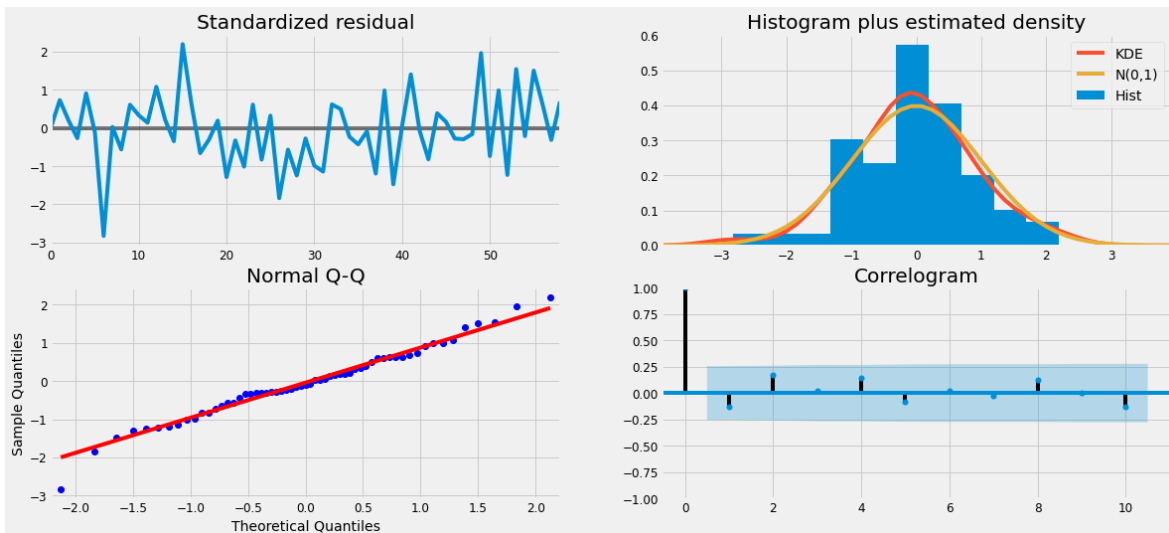 Standardized residual
2
1
0
−1
−2
−3
0 10 20 30 40 50
Histogram plus estimated density
0.6
0.5
0.4
0.3
0.2
0.1
0.0
−3 −2 −1 0 1 2 3
KDE
N(0,1)
Hist
Normal Q-Q
Sample Quantiles
2
1
0
−1
−2
−3
−2.0 −1.5 −1.0 −0.5 0.0 0.5 1.0 1.5 2.0
Theoretical Quantiles
Correlogram
1.00
0.75
0.50
0.25
0.00
−0.25
−0.50
−0.75
−1.00
0 2 4 6 8 10